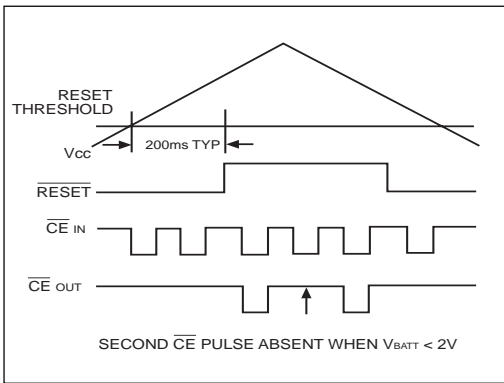 RESET
THRESHOLD
Vcc
200ms TYP
RESET
CE IN
CE OUT
SECOND CE PULSE ABSENT WHEN VBATT < 2V